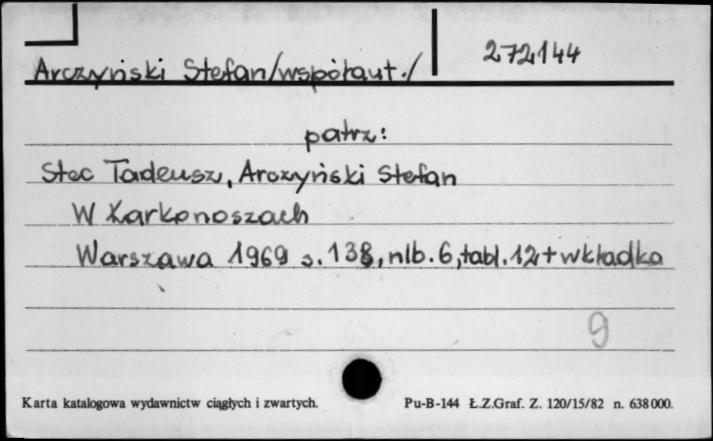 272144
Arczyński Stefan/współaut./
patrz:
Stec Tadeusz, Arczyński Stefan
W Karkonoszach
Warszawa 1969 s. 138, nlb. 6, tabl. 12 + wkładka
9
Karta katalogowa wydawnictw ciągłych i zwartych. Pu-B-144 Ł.Z.Graf. Z. 120/15/82 n. 638000.